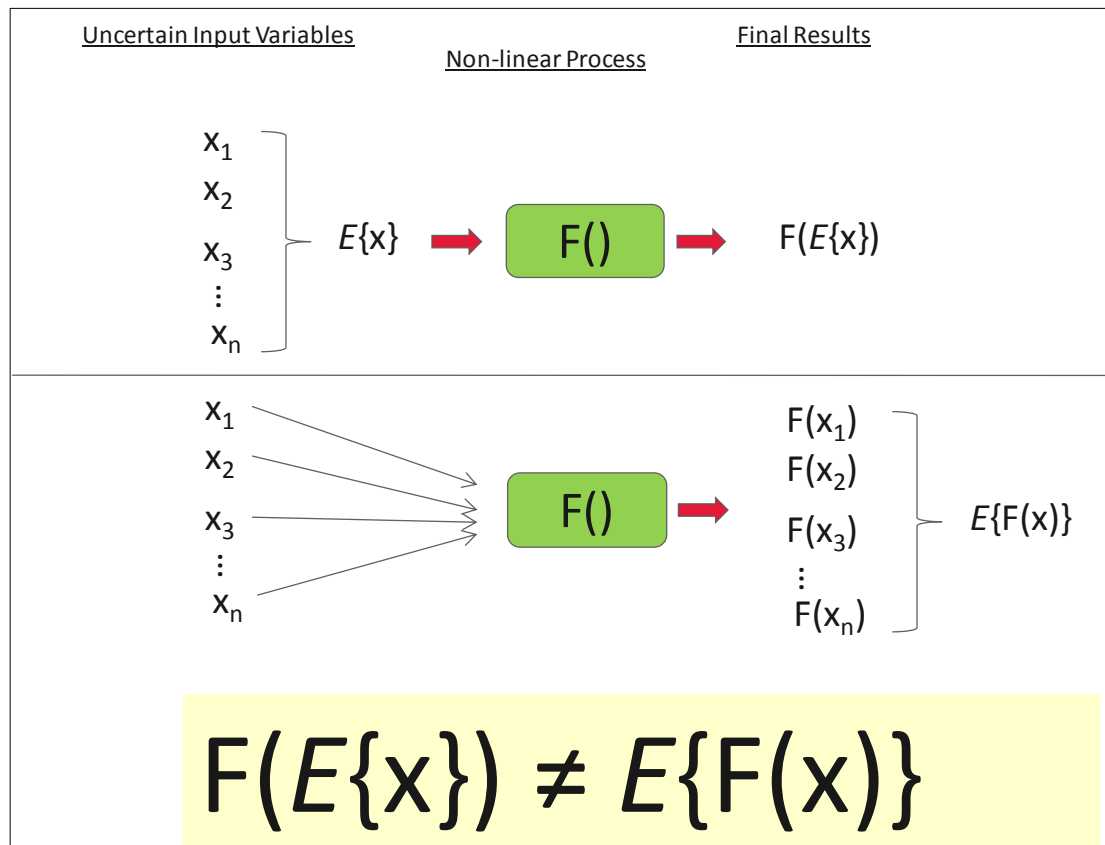 Uncertain Input Variables
Non-linear Process
Final Results
x₁
x₂
x₃
⋮
xₙ
E{x}
F()
F(E{x})
x₁
x₂
x₃
⋮
xₙ
F()
F(x₁)
F(x₂)
F(x₃)
⋮
F(xₙ)
E{F(x)}
F(E{x}) ≠ E{F(x)}